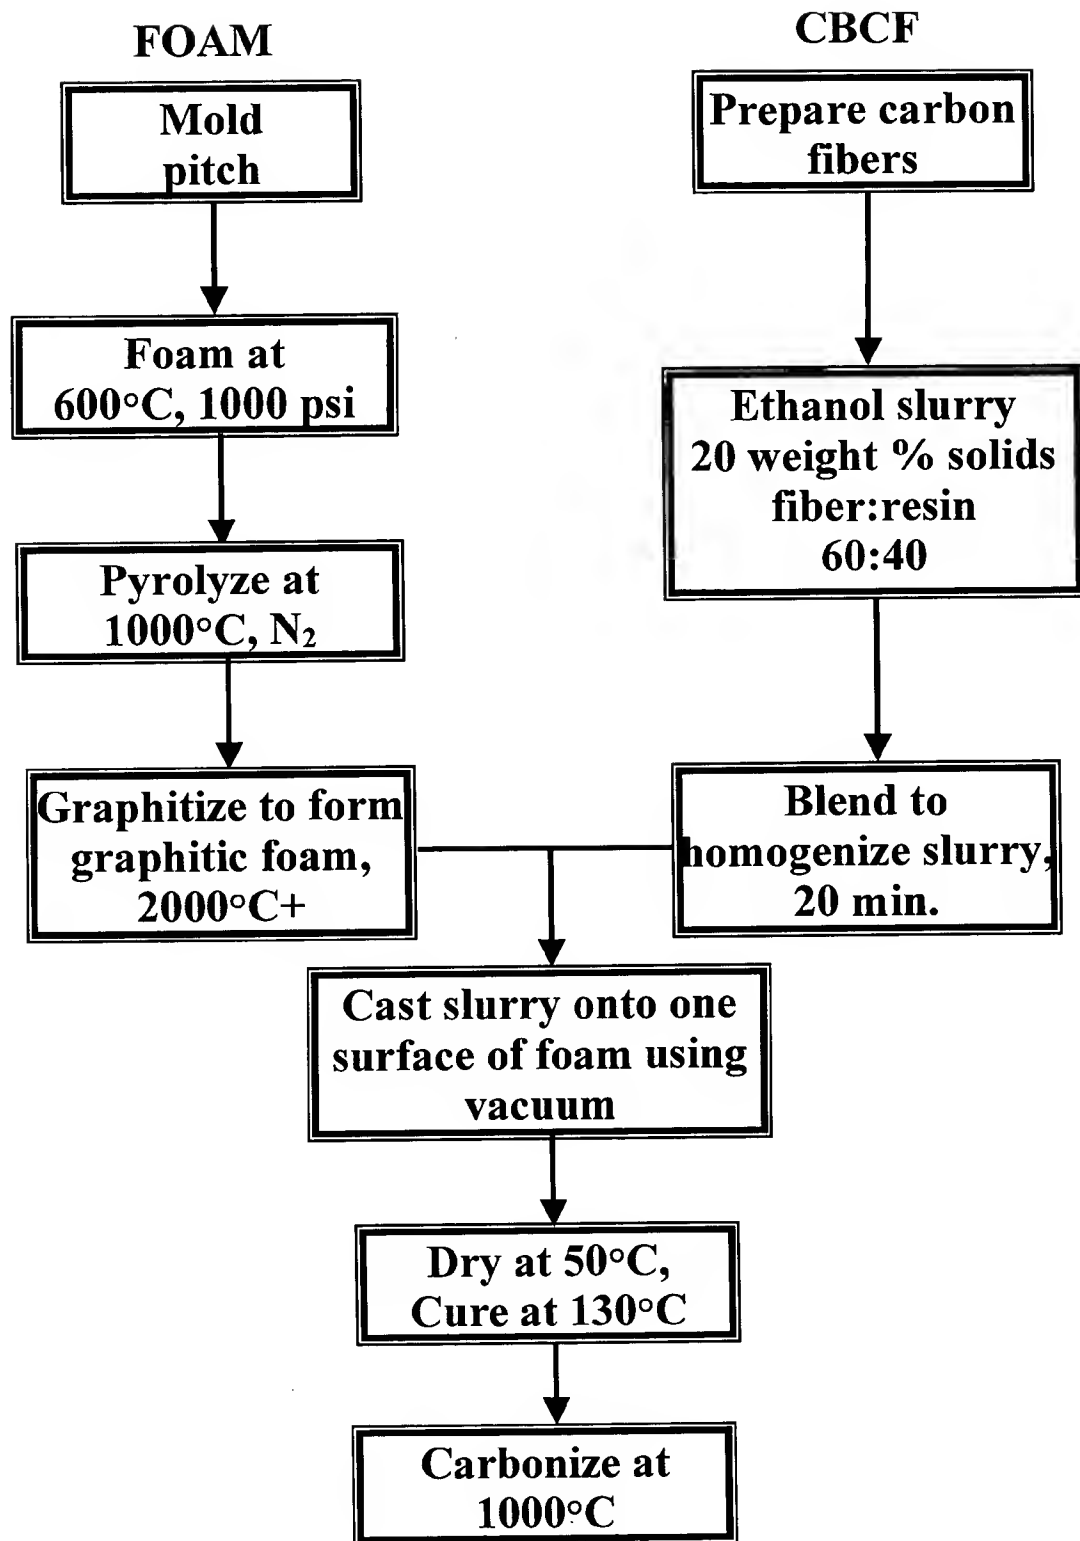 FOAM
Mold
pitch
Foam at
600°C, 1000 psi
Pyrolyze at
1000°C, N₂
Graphitize to form
graphitic foam,
2000°C+
CBCF
Prepare carbon
fibers
Ethanol slurry
20 weight % solids
fiber:resin
60:40
Blend to
homogenize slurry,
20 min.
Cast slurry onto one
surface of foam using
vacuum
Dry at 50°C,
Cure at 130°C
Carbonize at
1000°C